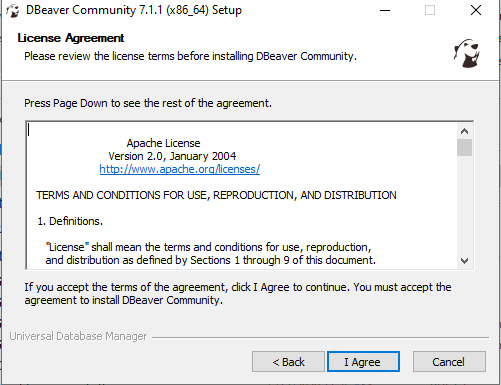 DBeaver Community 7.1.1 (x86_64) Setup
License Agreement
Please review the license terms before installing DBeaver Community.
Press Page Down to see the rest of the agreement.
Apache License
Version 2.0, January 2004
http://www.apache.org/licenses/
TERMS AND CONDITIONS FOR USE, REPRODUCTION, AND DISTRIBUTION
1. Definitions.
"License" shall mean the terms and conditions for use, reproduction,
and distribution as defined by Sections 1 through 9 of this document.
If you accept the terms of the agreement, click I Agree to continue. You must accept the
agreement to install DBeaver Community.
Universal Database Manager
< Back
I Agree
Cancel